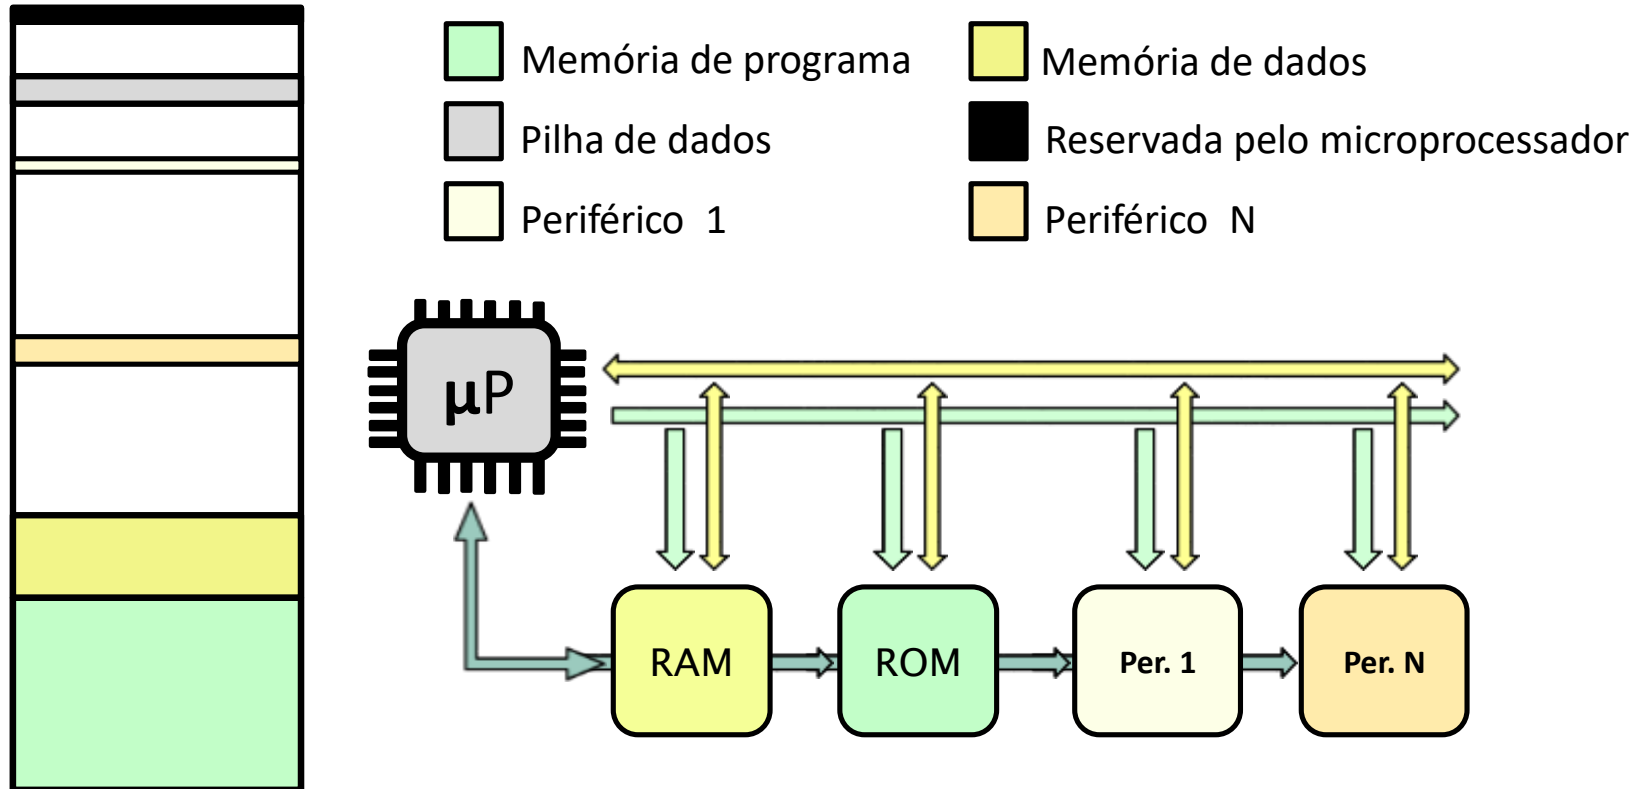 Memória de programa
Memória de dados
Pilha de dados
Reservada pelo microprocessador
Periférico 1
Periférico N
µP
RAM
ROM
Per. 1
Per. N